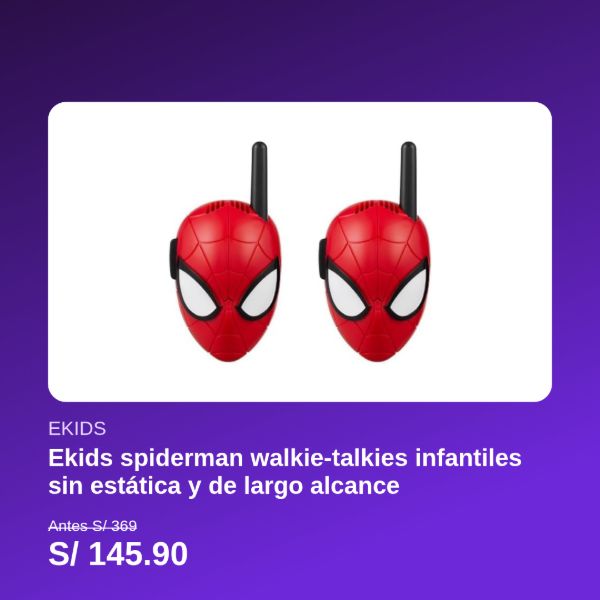 EKIDS
Ekids spiderman walkie-talkies infantiles
sin estática y de largo alcance
Antes S/ 369
S/ 145.90